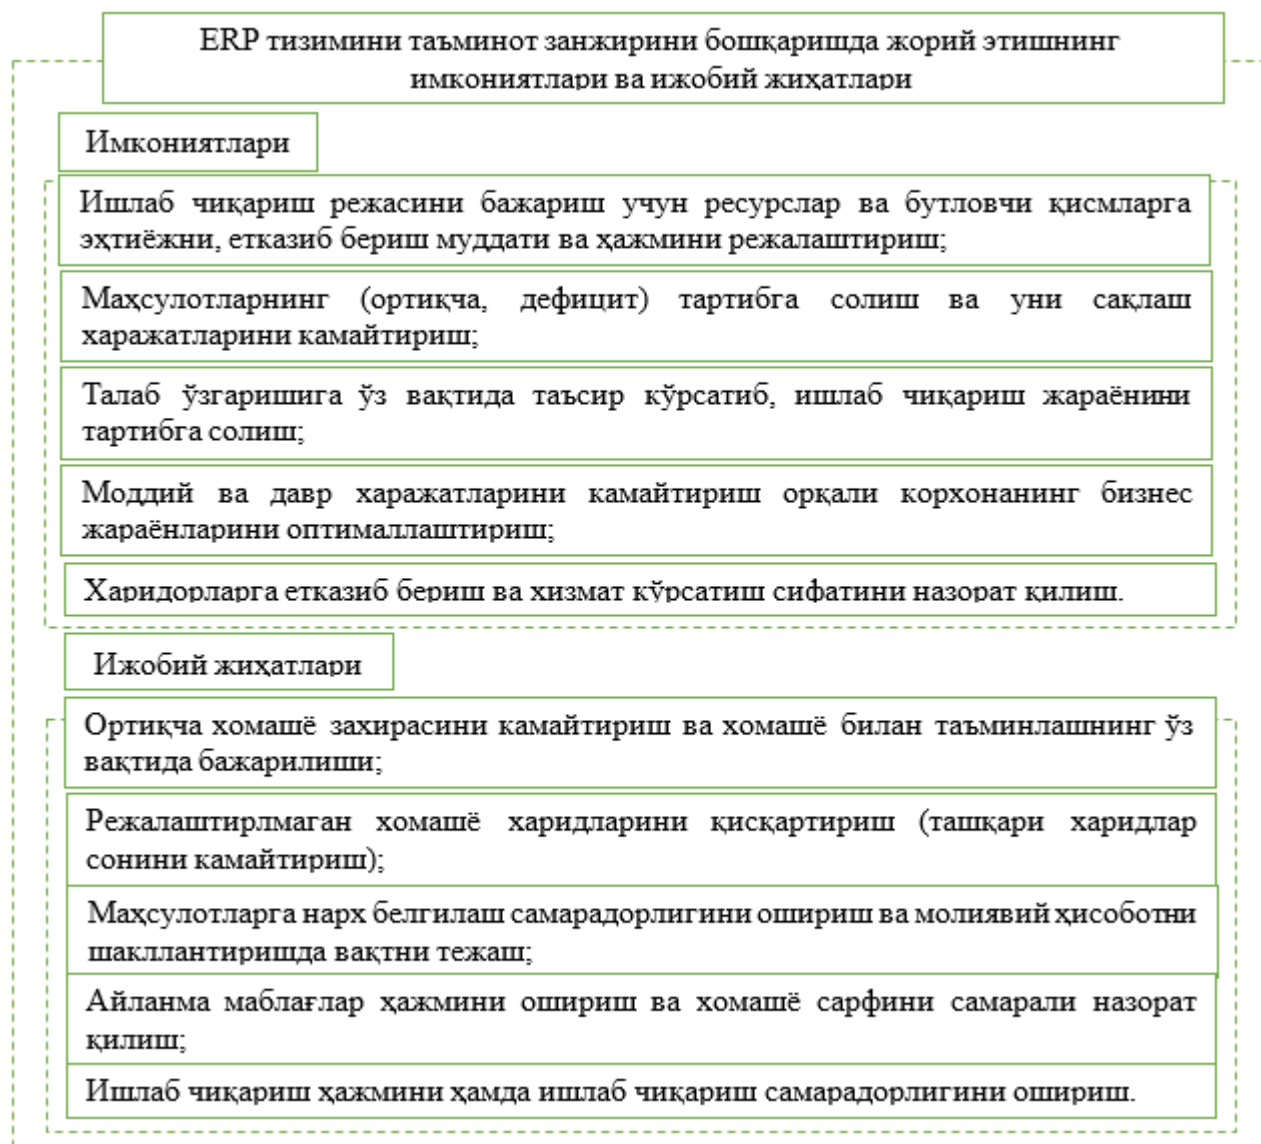 ERP тизимини таъминот занжирини бошқаришда жорий этишнинг
имкониятлари ва ижобий жиҳатлари
Имкониятлари
Ишлаб чиқариш режасини бажариш учун ресурслар ва бутловчи қисмларга
эҳтиёжни, етказиб бериш муддати ва ҳажмини режалаштириш;
Маҳсулотларнинг (ортиқча, дефицит) тартибга солиш ва уни сақлаш
харажатларини камайтириш;
Талаб ўзгаришига ўз вақтида таъсир кўрсатиб, ишлаб чиқариш жараёнини
тартибга солиш;
Моддий ва давр харажатларини камайтириш орқали корхонанинг бизнес
жараёнларини оптималлаштириш;
Харидорларга етказиб бериш ва хизмат кўрсатиш сифатини назорат қилиш.
Ижобий жиҳатлари
Ортиқча хомашё захирасини камайтириш ва хомашё билан таъминлашнинг ўз
вақтида бажарилиши;
Режалаштирлмаган хомашё харидларини қисқартириш (ташқари харидлар
сонини камайтириш);
Маҳсулотларга нарх белгилаш самарадорлигини ошириш ва молиявий ҳисоботни
шакллантиришда вақтни тежаш;
Айланма маблағлар ҳажмини ошириш ва хомашё сарфини самарали назорат
қилиш;
Ишлаб чиқариш ҳажмини ҳамда ишлаб чиқариш самарадорлигини ошириш.